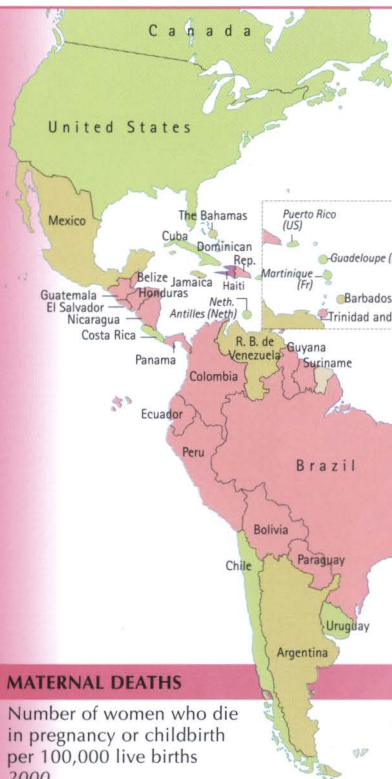 Canada
United States
Mexico
The Bahamas
Cuba
Dominican
Rep.
Puerto Rico
(US)
Guadeloupe (
Martinique
(Fr)
Barbados
Trinidad and
Belize
Jamaica
Haiti
Guatemala
Honduras
El Salvador
Neth.
Antilles (Neth)
Nicaragua
Costa Rica
Panama
R. B. de
Venezuela
Guyana
Suriname
Colombia
Ecuador
Peru
Brazil
Bolivia
Chile
Paraguay
Uruguay
Argentina
MATERNAL DEATHS
Number of women who die
in pregnancy or childbirth
per 100,000 live births
2000